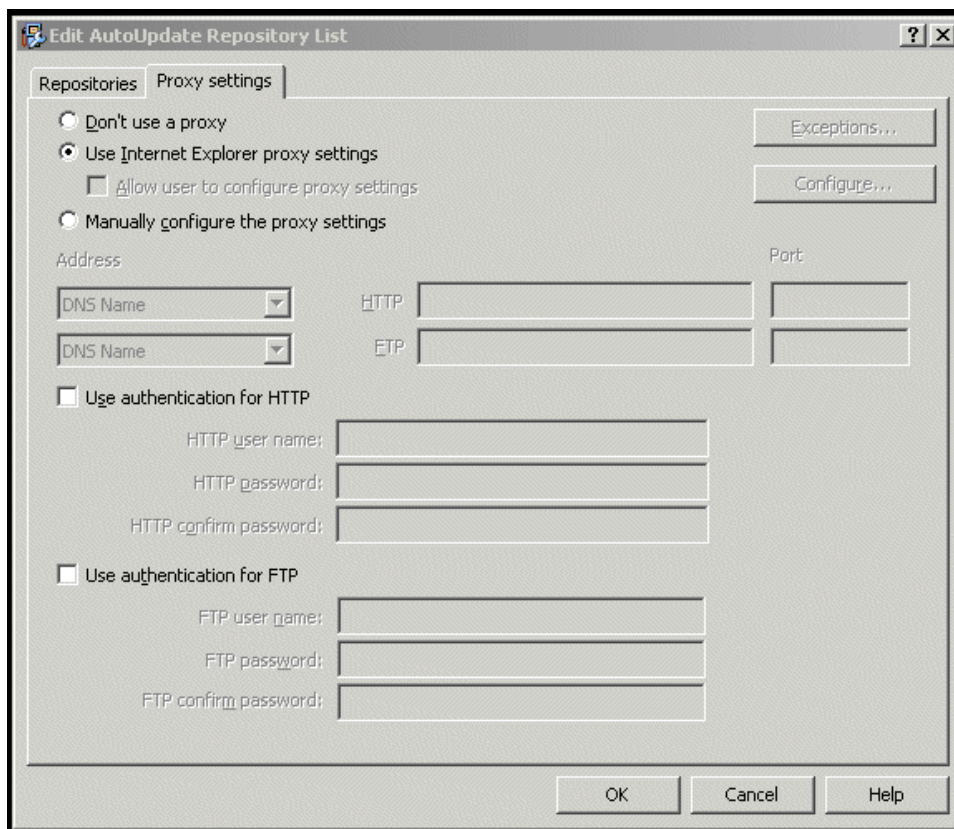 Edit AutoUpdate Repository List
Repositories Proxy settings
Don't use a proxy Exceptions...
Use Internet Explorer proxy settings
Allow user to configure proxy settings Configure...
Manually configure the proxy settings
Address Port
DNS Name HTTP
DNS Name FTP
Use authentication for HTTP
HTTP user name:
HTTP password:
HTTP confirm password:
Use authentication for FTP
FTP user name:
FTP password:
FTP confirm password:
OK Cancel Help